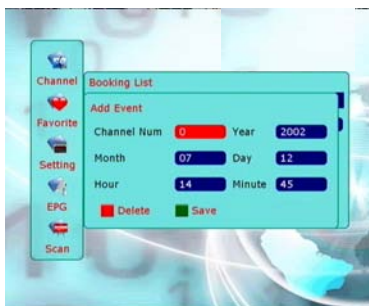 Channel
Favorite
Setting
EPG
Scan
Booking List
Add Event
Channel Num 0 Year 2002
Month 07 Day 12
Hour 14 Minute 45
Delete Save